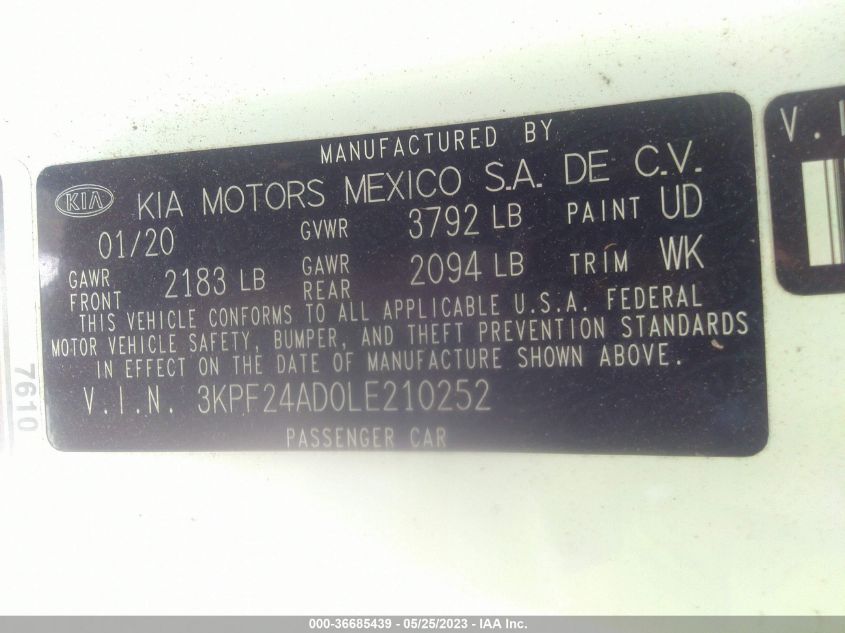 MANUFACTURED BY
KIA KIA MOTORS MEXICO S.A. DE C.V.
01/20 GVWR 3792 LB PAINT UD
GAWR FRONT 2183 LB GAWR REAR 2094 LB TRIM WK
THIS VEHICLE CONFORMS TO ALL APPLICABLE U.S.A. FEDERAL
MOTOR VEHICLE SAFETY, BUMPER, AND THEFT PREVENTION STANDARDS
IN EFFECT ON THE DATE OF MANUFACTURE SHOWN ABOVE.
V.I.N. 3KPF24AD0LE210252
PASSENGER CAR
7610
V.I
000-36685439 - 05/25/2023 - IAA Inc.